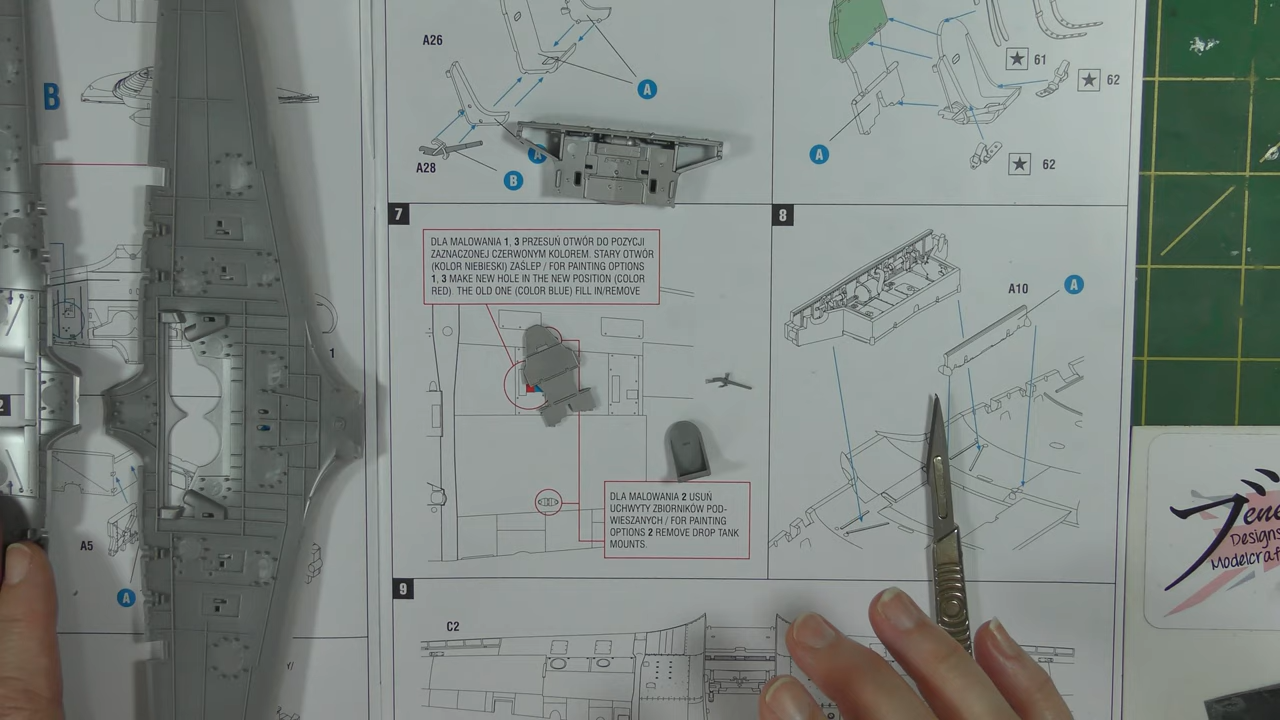 B
1
2
A5
A
A26
A
A28
A
B
61
62
A
62
7
DLA MALOWANIA 1, 3 PRZESUŃ OTWÓR DO POZYCJI
ZAZNACZONEJ CZERWONYM KOLOREM. STARY OTWÓR
(KOLOR NIEBIESKI) ZAŚLEP / FOR PAINTING OPTIONS
1, 3 MAKE NEW HOLE IN THE NEW POSITION (COLOR
RED) THE OLD ONE (COLOR BLUE) FILL IN/REMOVE
DLA MALOWANIA 2 USUŃ
UCHWYTY ZBIORNIKÓW POD-
WIESZANYCH / FOR PAINTING
OPTIONS 2 REMOVE DROP TANK
MOUNTS.
8
A10
A
9
C2
Designs